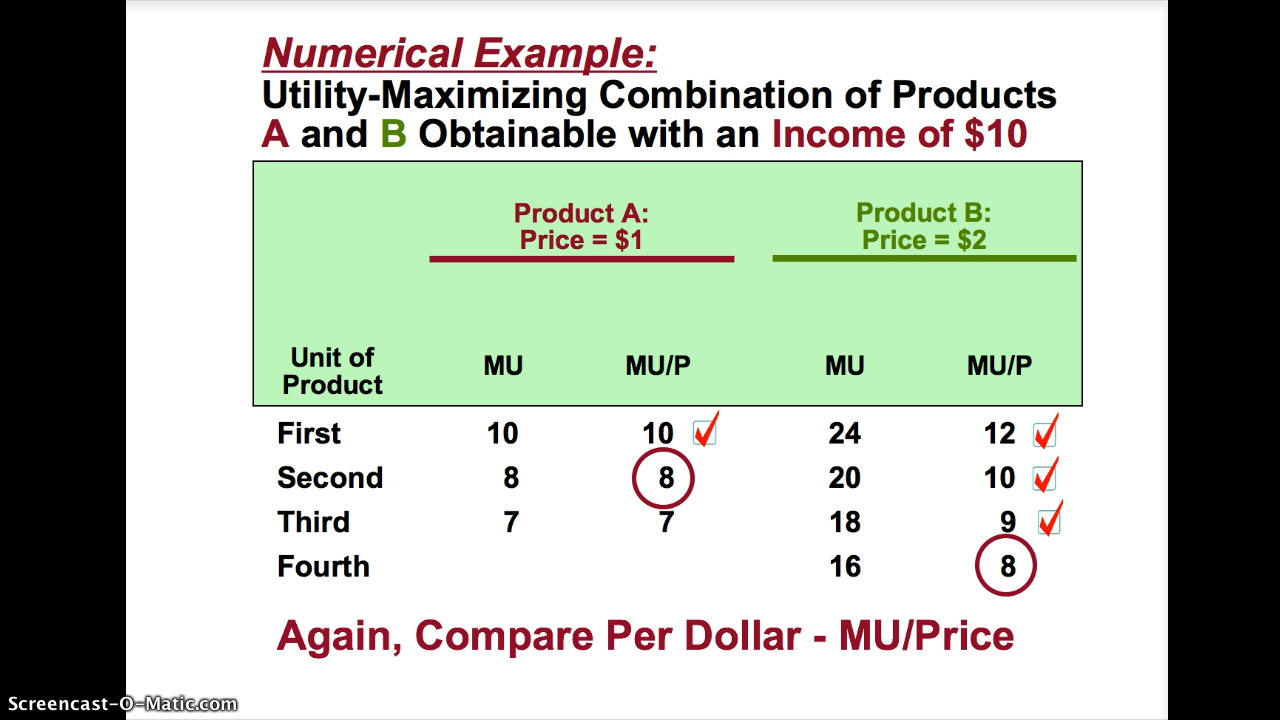 Numerical Example:
Utility-Maximizing Combination of Products
A and B Obtainable with an Income of $10
Product A: Product B:
Price = $1 Price = $2
Unit of
Product MU MU/P MU MU/P
First 10 10 24 12
Second 8 8 20 10
Third 7 7 18 9
Fourth 16 8
Again, Compare Per Dollar - MU/Price
Screencast-O-Matic.com